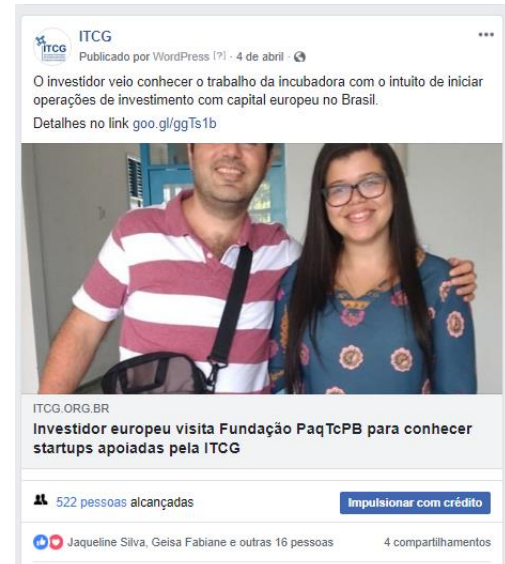 ITCG
ITCG
Publicado por WordPress [?] · 4 de abril ·
O investidor veio conhecer o trabalho da incubadora com o intuito de iniciar
operações de investimento com capital europeu no Brasil.
Detalhes no link goo.gl/ggTs1b
ITCG.ORG.BR
Investidor europeu visita Fundação PaqTcPB para conhecer
startups apoiadas pela ITCG
522 pessoas alcançadas
Impulsionar com crédito
Jaqueline Silva, Geisa Fabiane e outras 16 pessoas
4 compartilhamentos